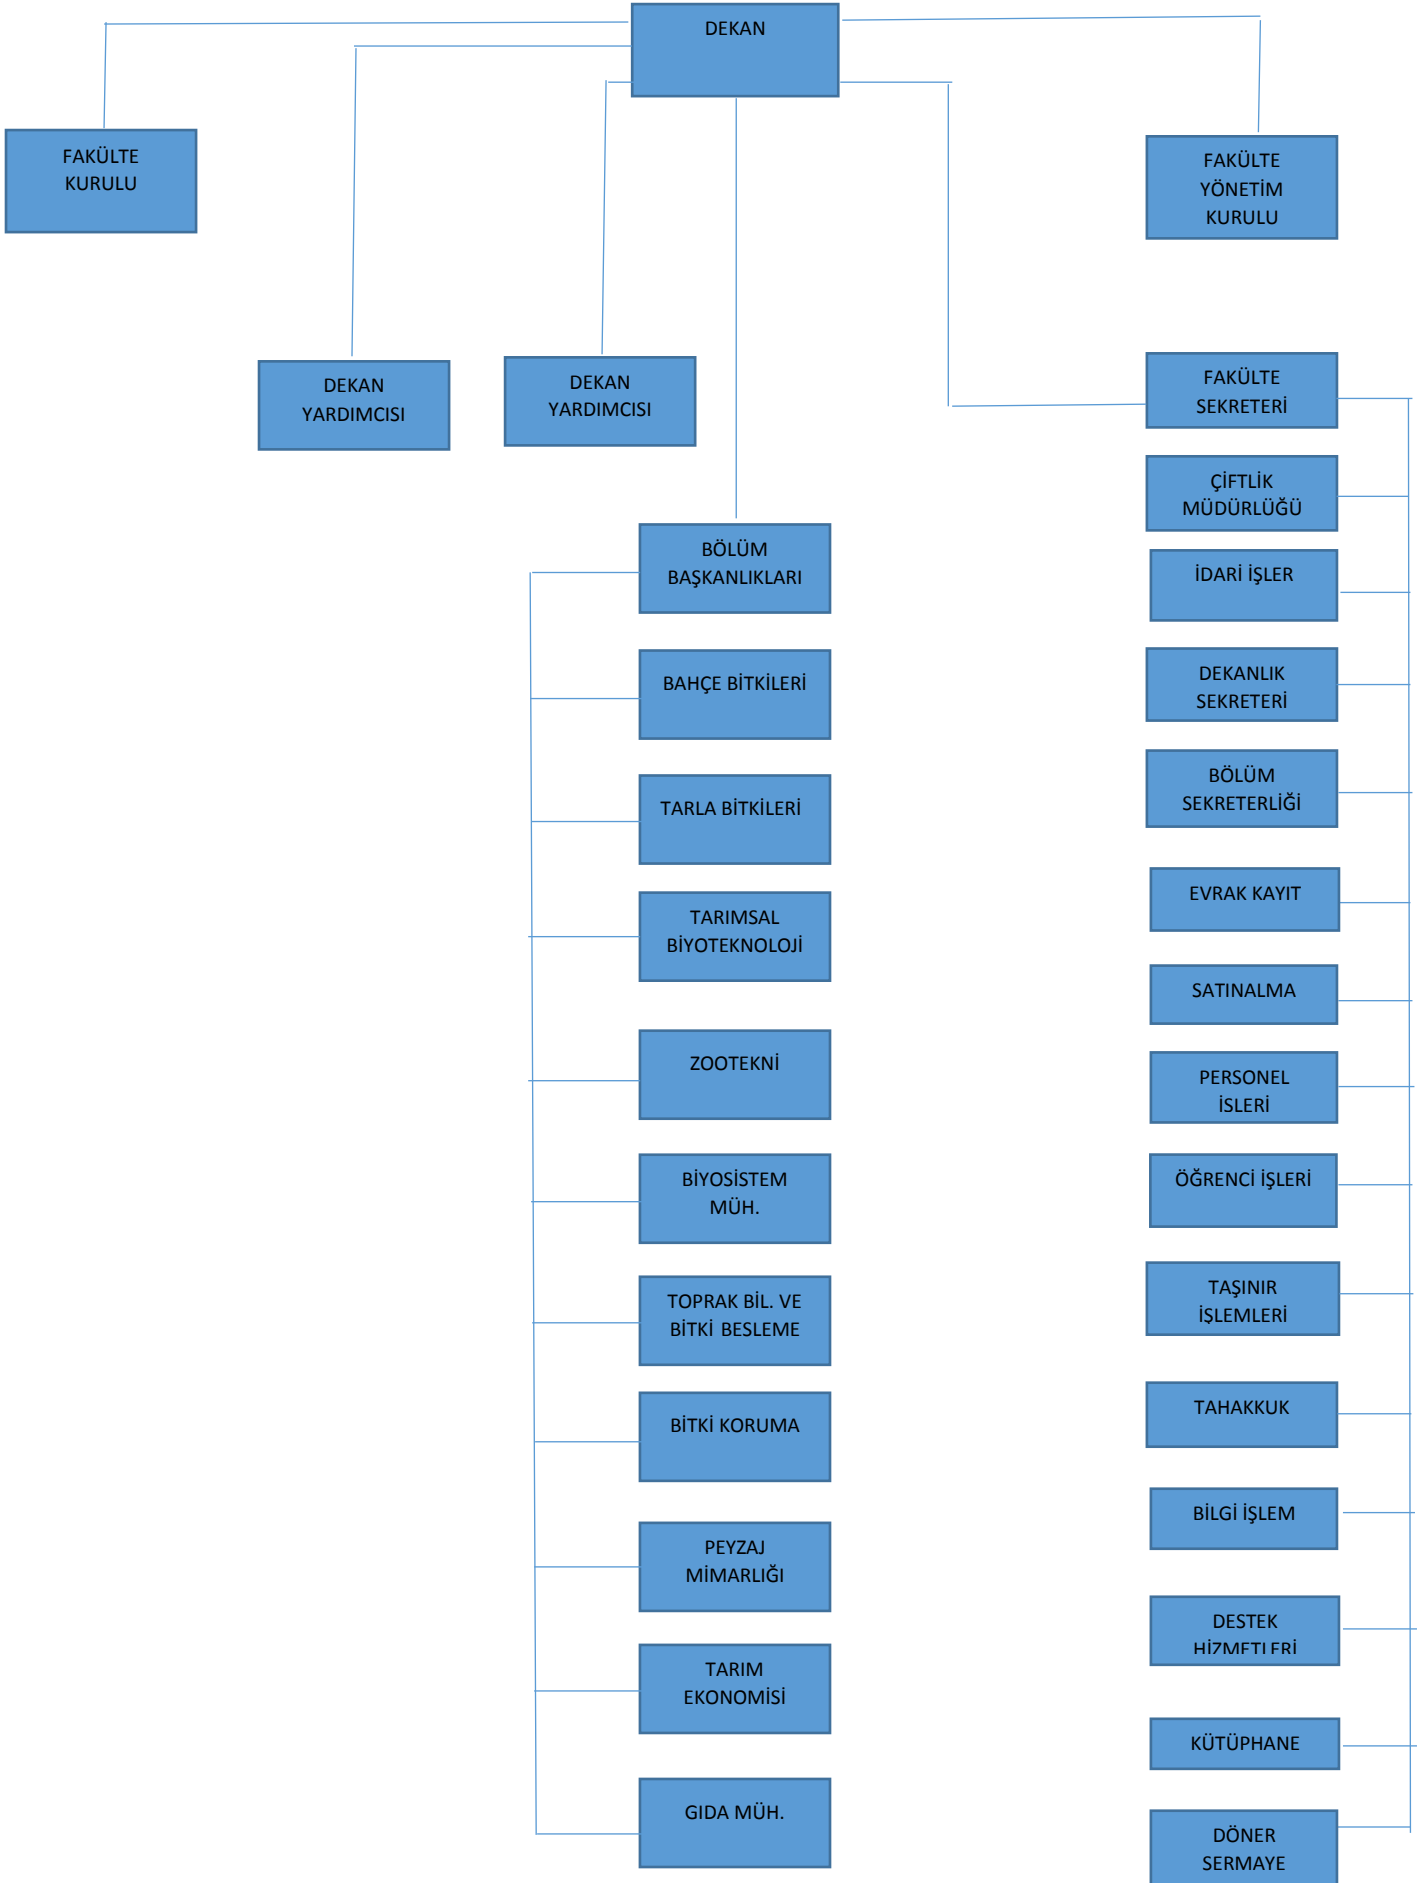 DEKAN
FAKÜLTE
KURULU
FAKÜLTE
YÖNETİM
KURULU
DEKAN
YARDIMCISI
DEKAN
YARDIMCISI
FAKÜLTE
SEKRETERİ
ÇİFTLİK
MÜDÜRLÜĞÜ
İDARİ İŞLER
DEKANLIK
SEKRETERİ
BÖLÜM
SEKRETERLİĞİ
EVRAK KAYIT
SATINALMA
PERSONEL
İŞLERİ
ÖĞRENCİ İŞLERİ
TAŞINIR
İŞLEMLERİ
TAHAKKUK
BİLGİ İŞLEM
DESTEK
HİZMETLERİ
KÜTÜPHANE
DÖNER
SERMAYE
BÖLÜM
BAŞKANLIKLARI
BAHÇE BİTKİLERİ
TARLA BİTKİLERİ
TARIMSAL
BİYOTEKNOLOJİ
ZOOTEKNİ
BİYOSİSTEM
MÜH.
TOPRAK BİL. VE
BİTKİ BESLEME
BİTKİ KORUMA
PEYZAJ
MİMARLIĞI
TARIM
EKONOMİSİ
GIDA MÜH.